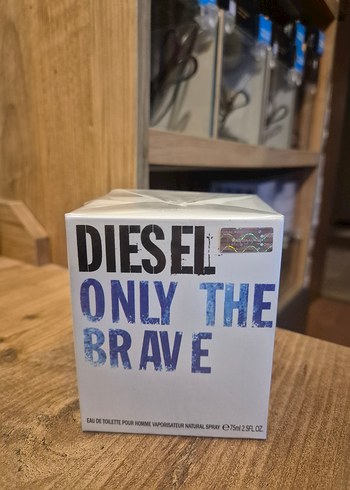 DIESEL
ONLY THE
BRAVE
EAU DE TOILETTE POUR HOMME VAPORISATEUR NATURAL SPRAY ℮75ml 2.5FL.OZ.